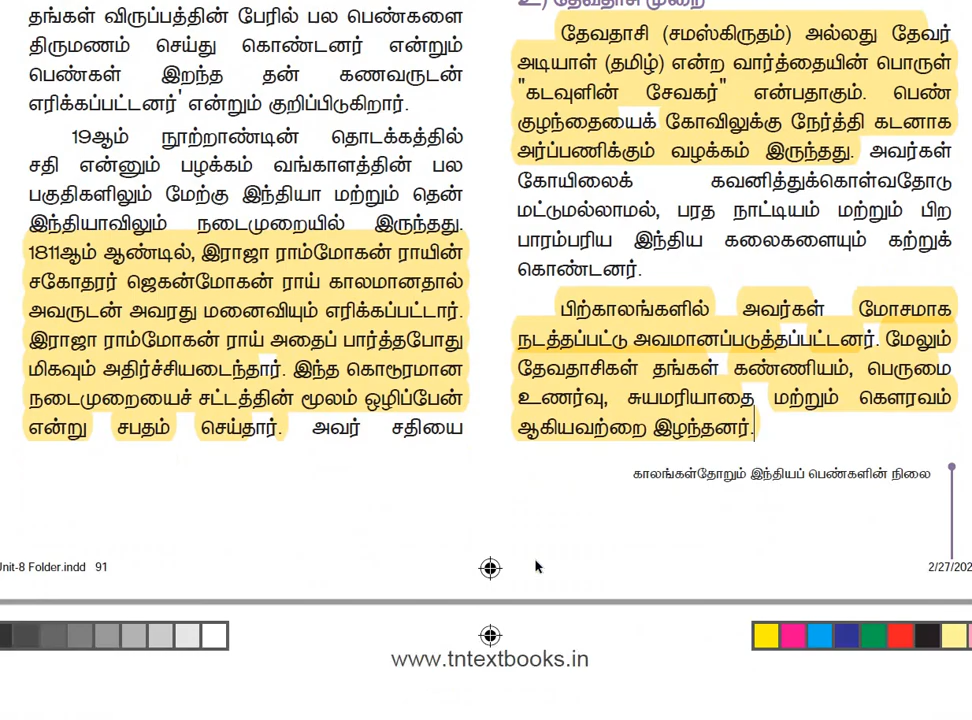 தங்கள் விருப்பத்தின் பேரில் பல பெண்களை
திருமணம் செய்து கொண்டனர் என்றும்
பெண்கள் இறந்த தன் கணவருடன்
எரிக்கப்பட்டனர்' என்றும் குறிப்பிடுகிறார்.
19ஆம் நூற்றாண்டின் தொடக்கத்தில்
சதி என்னும் பழக்கம் வங்காளத்தின் பல
பகுதிகளிலும் மேற்கு இந்தியா மற்றும் தென்
இந்தியாவிலும் நடைமுறையில் இருந்தது.
1811ஆம் ஆண்டில், இராஜா ராம்மோகன் ராயின்
சகோதரர் ஜெகன்மோகன் ராய் காலமானதால்
அவருடன் அவரது மனைவியும் எரிக்கப்பட்டார்.
இராஜா ராம்மோகன் ராய் அதைப் பார்த்தபோது
மிகவும் அதிர்ச்சியடைந்தார். இந்த கொடூரமான
நடைமுறையைச் சட்டத்தின் மூலம் ஒழிப்பேன்
என்று சபதம் செய்தார். அவர் சதியை
உ) தேவதாசி முறை
தேவதாசி (சமஸ்கிருதம்) அல்லது தேவர்
அடியாள் (தமிழ்) என்ற வார்த்தையின் பொருள்
"கடவுளின் சேவகர்" என்பதாகும். பெண்
குழந்தையைக் கோவிலுக்கு நேர்த்தி கடனாக
அர்ப்பணிக்கும் வழக்கம் இருந்தது. அவர்கள்
கோயிலைக் கவனித்துக்கொள்வதோடு
மட்டுமல்லாமல், பரத நாட்டியம் மற்றும் பிற
பாரம்பரிய இந்திய கலைகளையும் கற்றுக்
கொண்டனர்.
பிற்காலங்களில் அவர்கள் மோசமாக
நடத்தப்பட்டு அவமானப்படுத்தப்பட்டனர். மேலும்
தேவதாசிகள் தங்கள் கண்ணியம், பெருமை
உணர்வு, சுயமரியாதை மற்றும் கௌரவம்
ஆகியவற்றை இழந்தனர்.
காலங்கள்தோறும் இந்தியப் பெண்களின் நிலை
Unit-8 Folder.indd 91
2/27/202
www.tntextbooks.in